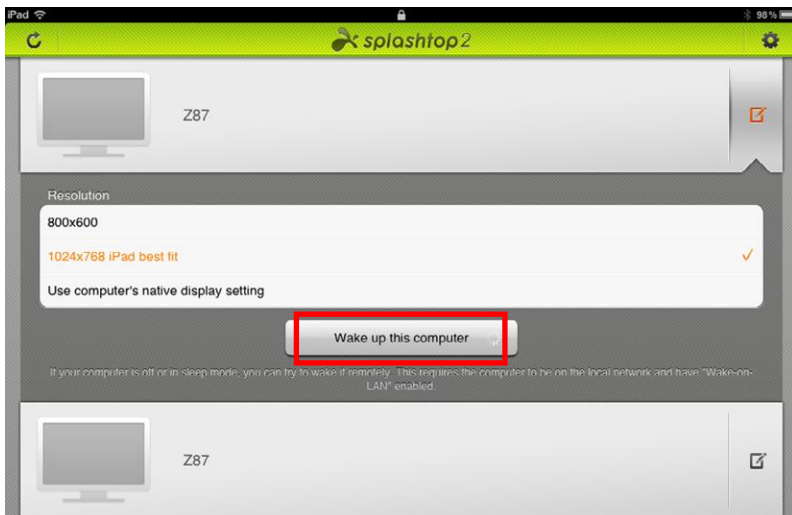 iPad 98%
splashtop2
Z87
Resolution
800x600
1024x768 iPad best fit
Use computer's native display setting
Wake up this computer
If your computer is off or in sleep mode, you can try to wake it remotely. This requires the computer to be on the local network and have "Wake-on-
LAN" enabled.
Z87